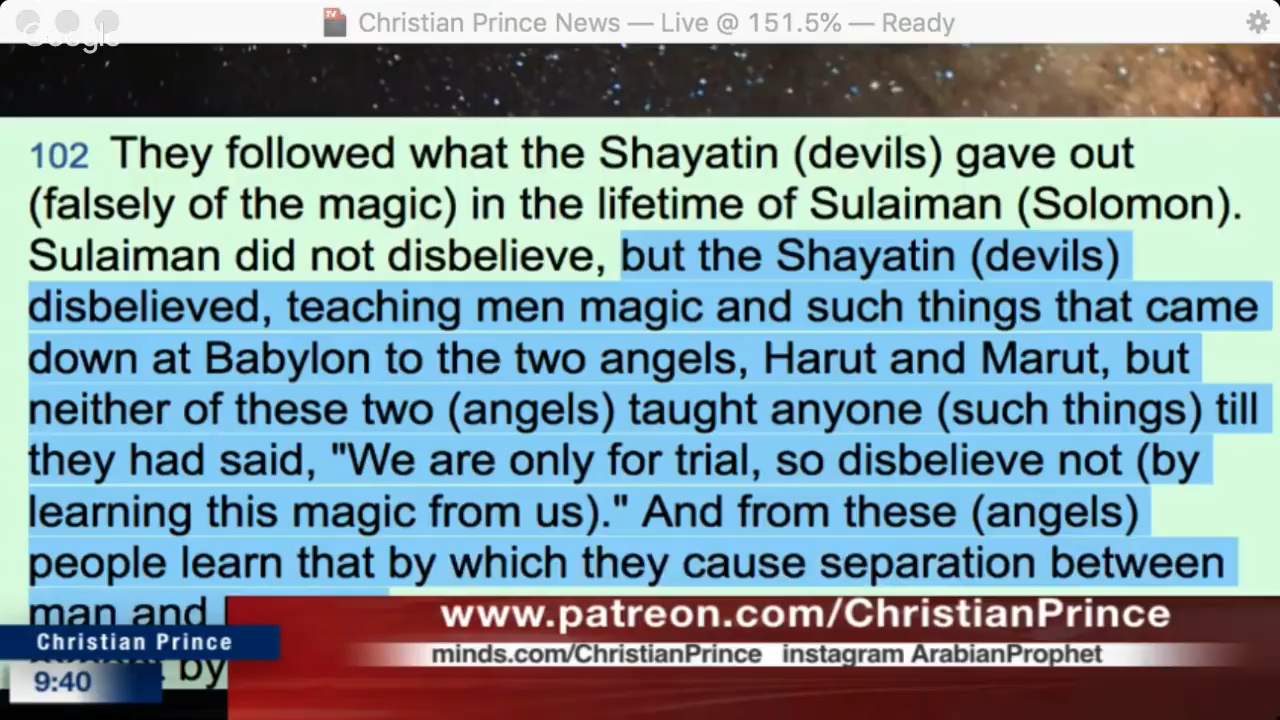 Christian Prince News — Live @ 151.5% — Ready
Google
102 They followed what the Shayatin (devils) gave out
(falsely of the magic) in the lifetime of Sulaiman (Solomon).
Sulaiman did not disbelieve, but the Shayatin (devils)
disbelieved, teaching men magic and such things that came
down at Babylon to the two angels, Harut and Marut, but
neither of these two (angels) taught anyone (such things) till
they had said, "We are only for trial, so disbelieve not (by
learning this magic from us)." And from these (angels)
people learn that by which they cause separation between
man and
by
www.patreon.com/ChristianPrince
Christian Prince
minds.com/ChristianPrince instagram ArabianProphet
9:40